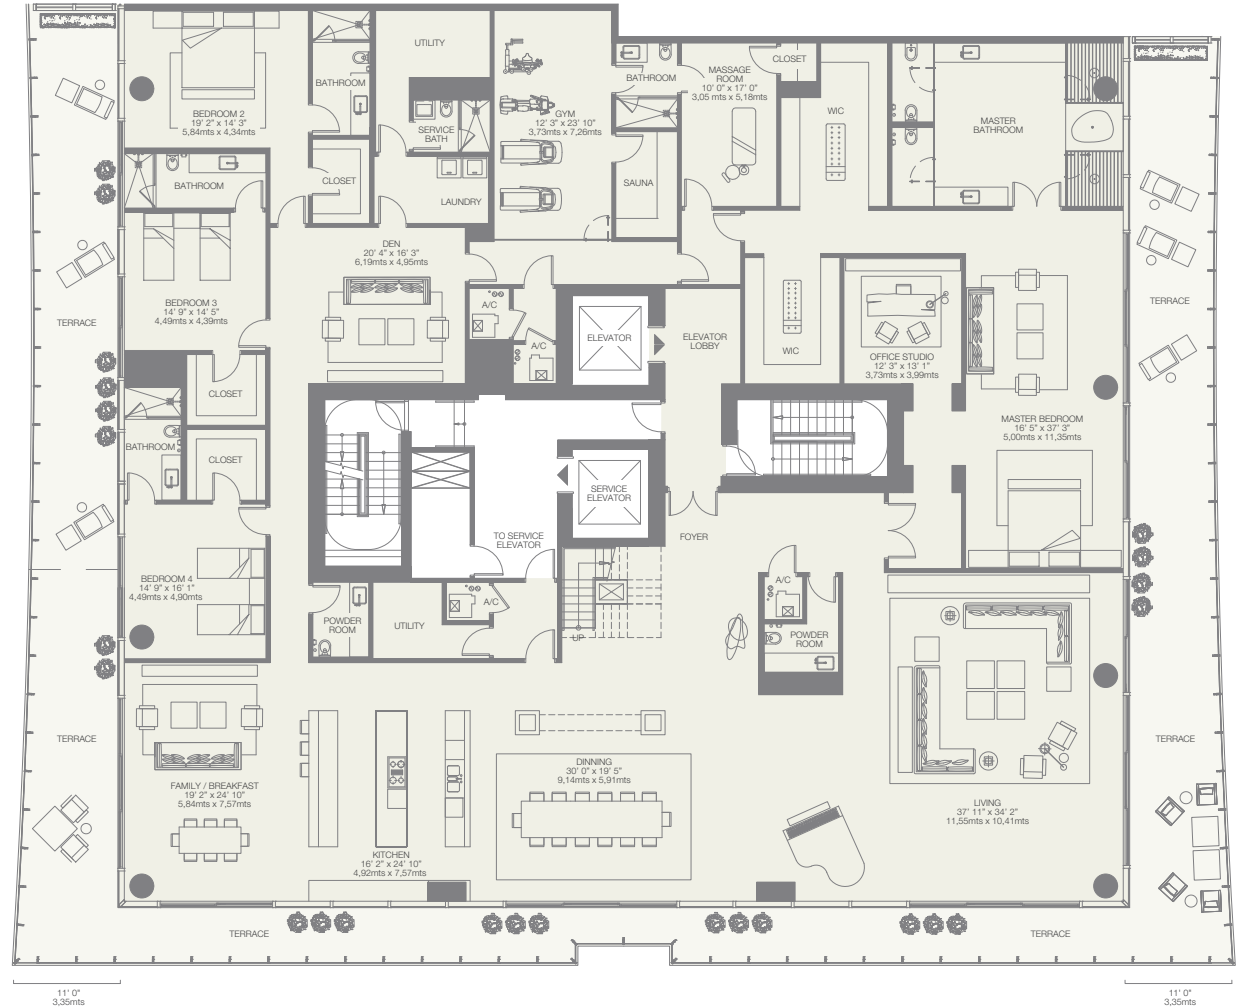 UTILITY
BATHROOM
BEDROOM 2
19' 2" x 14' 3"
5,84mts x 4,34mts
SERVICE
BATH
GYM
12' 3" x 23' 10"
3,73mts x 7,26mts
BATHROOM
MASSAGE
ROOM
10' 0" x 17' 0"
3,05 mts x 5,18mts
CLOSET
WIC
MASTER
BATHROOM
BATHROOM
CLOSET
LAUNDRY
SAUNA
DEN
20' 4" x 16' 3"
6,19mts x 4,95mts
BEDROOM 3
14' 9" x 14' 5"
4,49mts x 4,39mts
TERRACE
A/C
A/C
ELEVATOR
ELEVATOR
LOBBY
WIC
OFFICE STUDIO
12' 3" x 13' 1"
3,73mts x 3,99mts
TERRACE
CLOSET
BATHROOM
CLOSET
MASTER BEDROOM
16' 5" x 37' 3"
5,00mts x 11,35mts
SERVICE
ELEVATOR
TO SERVICE
ELEVATOR
FOYER
BEDROOM 4
14' 9" x 16' 1"
4,49mts x 4,90mts
POWDER
ROOM
UTILITY
A/C
UP
A/C
POWDER
ROOM
TERRACE
FAMILY / BREAKFAST
19' 2" x 24' 10"
5,84mts x 7,57mts
KITCHEN
16' 2" x 24' 10"
4,92mts x 7,57mts
DINNING
30' 0" x 19' 5"
9,14mts x 5,91mts
LIVING
37' 11" x 34' 2"
11,55mts x 10,41mts
TERRACE
TERRACE
TERRACE
11' 0"
3,35mts
11' 0"
3,35mts